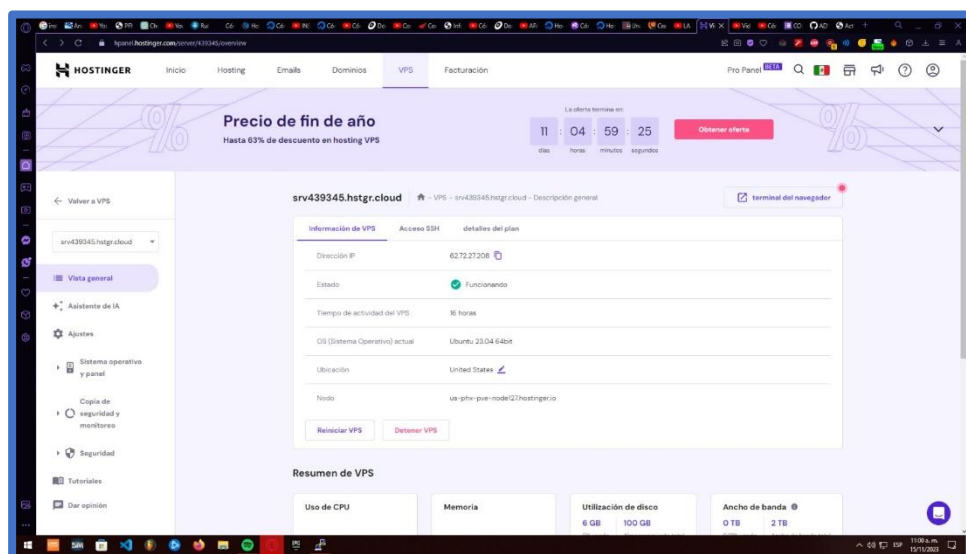 hpanel.hostinger.com/server/439345/overview
HOSTINGER
Inicio
Hosting
Emails
Dominios
VPS
Facturación
Pro Panel BETA
Precio de fin de año
Hasta 63% de descuento en hosting VPS
La oferta termina en:
11 : 04 : 59 : 25
días horas minutos segundos
Obtener oferta
Volver a VPS
srv439345.hstgr.cloud
Vista general
Asistente de IA
Ajustes
Sistema operativo
y panel
Copia de
seguridad y
monitoreo
Seguridad
Tutoriales
Dar opinión
srv439345.hstgr.cloud
- VPS - srv439345.hstgr.cloud - Descripción general
terminal del navegador
Información de VPS
Acceso SSH
detalles del plan
Dirección IP
62.72.27.208
Estado
Funcionando
Tiempo de actividad del VPS
16 horas
OS (Sistema Operativo) actual
Ubuntu 23.04 64bit
Ubicación
United States
Nodo
us-phx-pve-node127.hostinger.io
Reiniciar VPS
Detener VPS
Resumen de VPS
Uso de CPU
Memoria
Utilización de disco
6 GB 100 GB
Ancho de banda
0 TB 2 TB
ESP
11:00 a. m.
15/11/2023